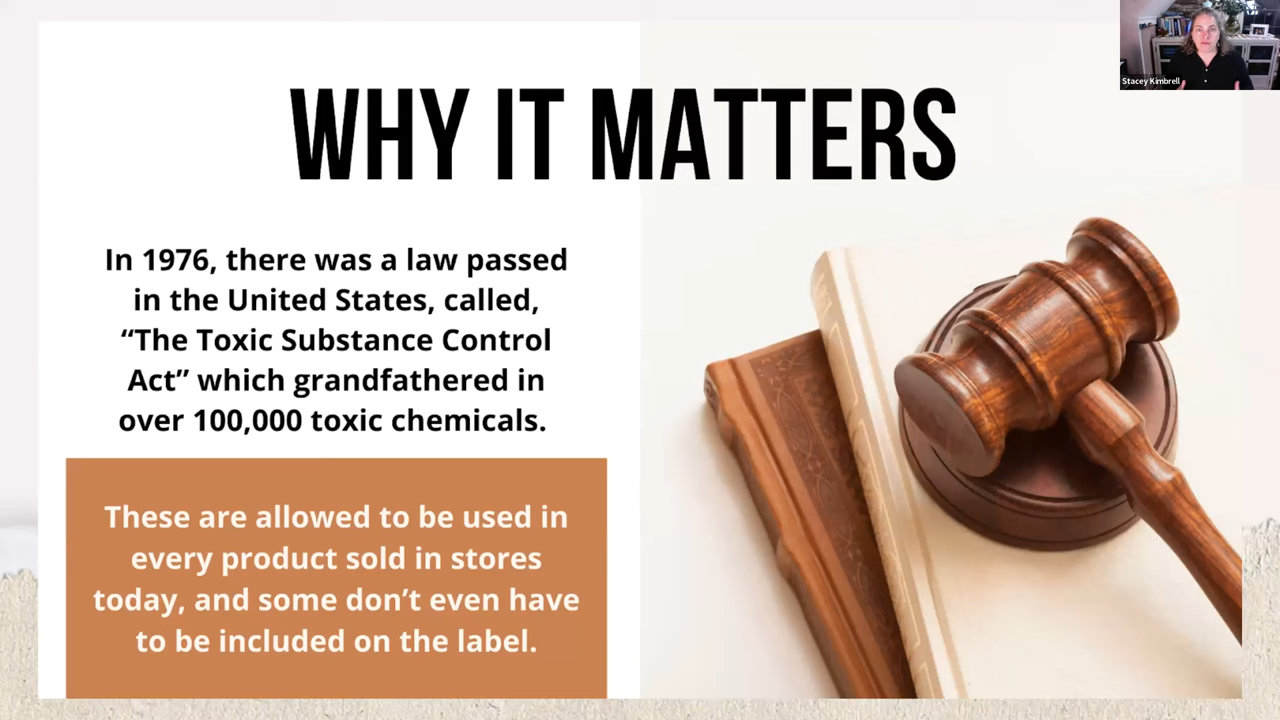 Stacey Kimbrell
WHY IT MATTERS
In 1976, there was a law passed
in the United States, called,
“The Toxic Substance Control
Act” which grandfathered in
over 100,000 toxic chemicals.
These are allowed to be used in
every product sold in stores
today, and some don’t even have
to be included on the label.